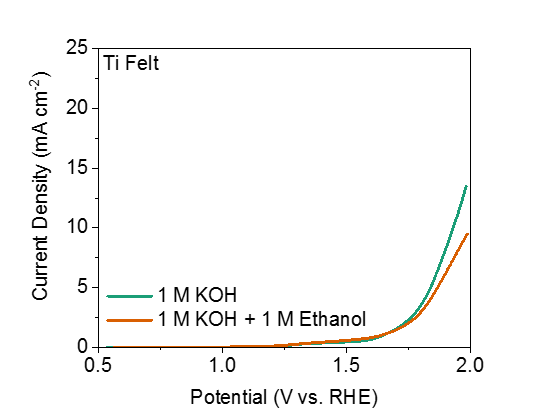 Ti Felt
25
20
15
10
5
0
Current Density (mA cm⁻²)
1 M KOH
1 M KOH + 1 M Ethanol
0.5 1.0 1.5 2.0
Potential (V vs. RHE)